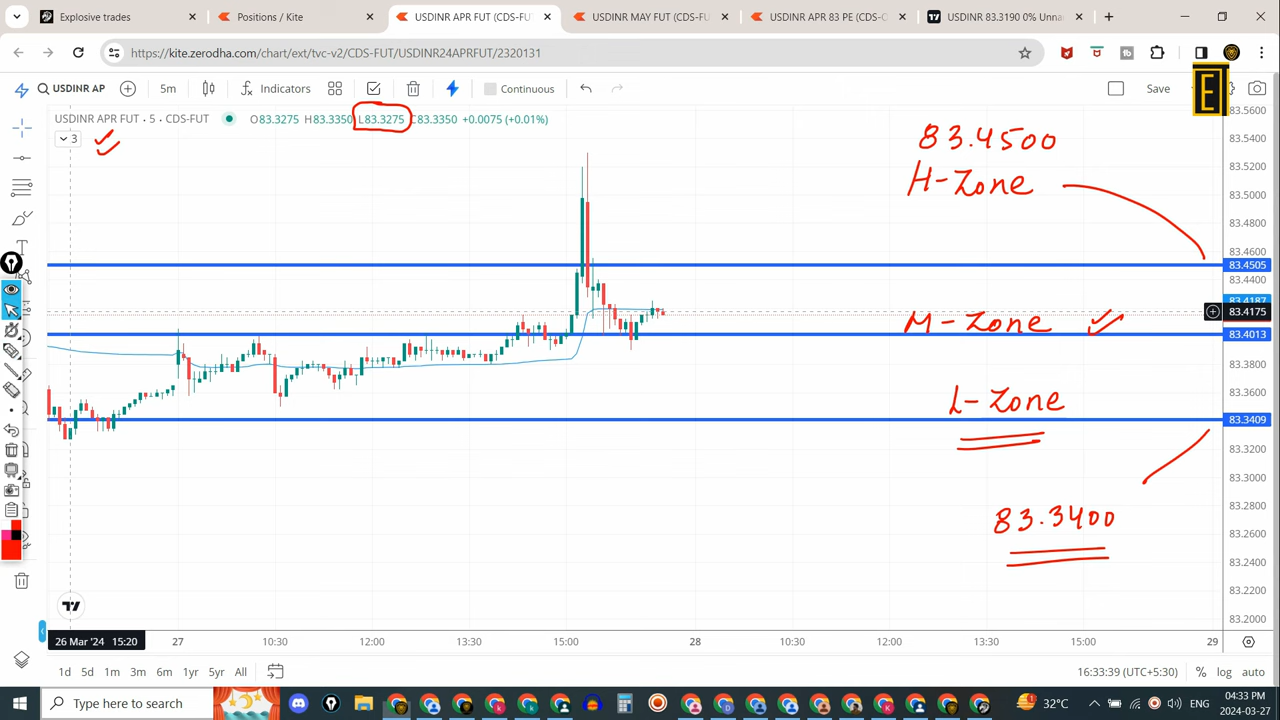 Explosive trades
Positions / Kite
USDINR APR FUT (CDS-F
USDINR MAY FUT (CDS-FU
USDINR APR 83 PE (CDS-O
USDINR 83.3190 0% Unna
https://kite.zerodha.com/chart/ext/tvc-v2/CDS-FUT/USDINR24APRFUT/2320131
USDINR AP
5m
Indicators
Continuous
Save
E
USDINR APR FUT · 5 · CDS-FUT
O83.3275 H83.3350 L83.3275 C83.3350 +0.0075 (+0.01%)
3
83.4500
H-Zone
M-Zone
L-Zone
83.3400
83.5600
83.5400
83.5200
83.5000
83.4800
83.4600
83.4505
83.4400
83.4187
83.4175
83.4013
83.3800
83.3600
83.3409
83.3200
83.3000
83.2800
83.2600
83.2400
83.2200
83.2000
26 Mar '24 15:20
27
10:30
12:00
13:30
15:00
28
10:30
12:00
13:30
15:00
29
1d 5d 1m 3m 6m 1yr 5yr All
16:33:39 (UTC+5:30)
% log auto
Type here to search
32°C
ENG
04:33 PM
2024-03-27